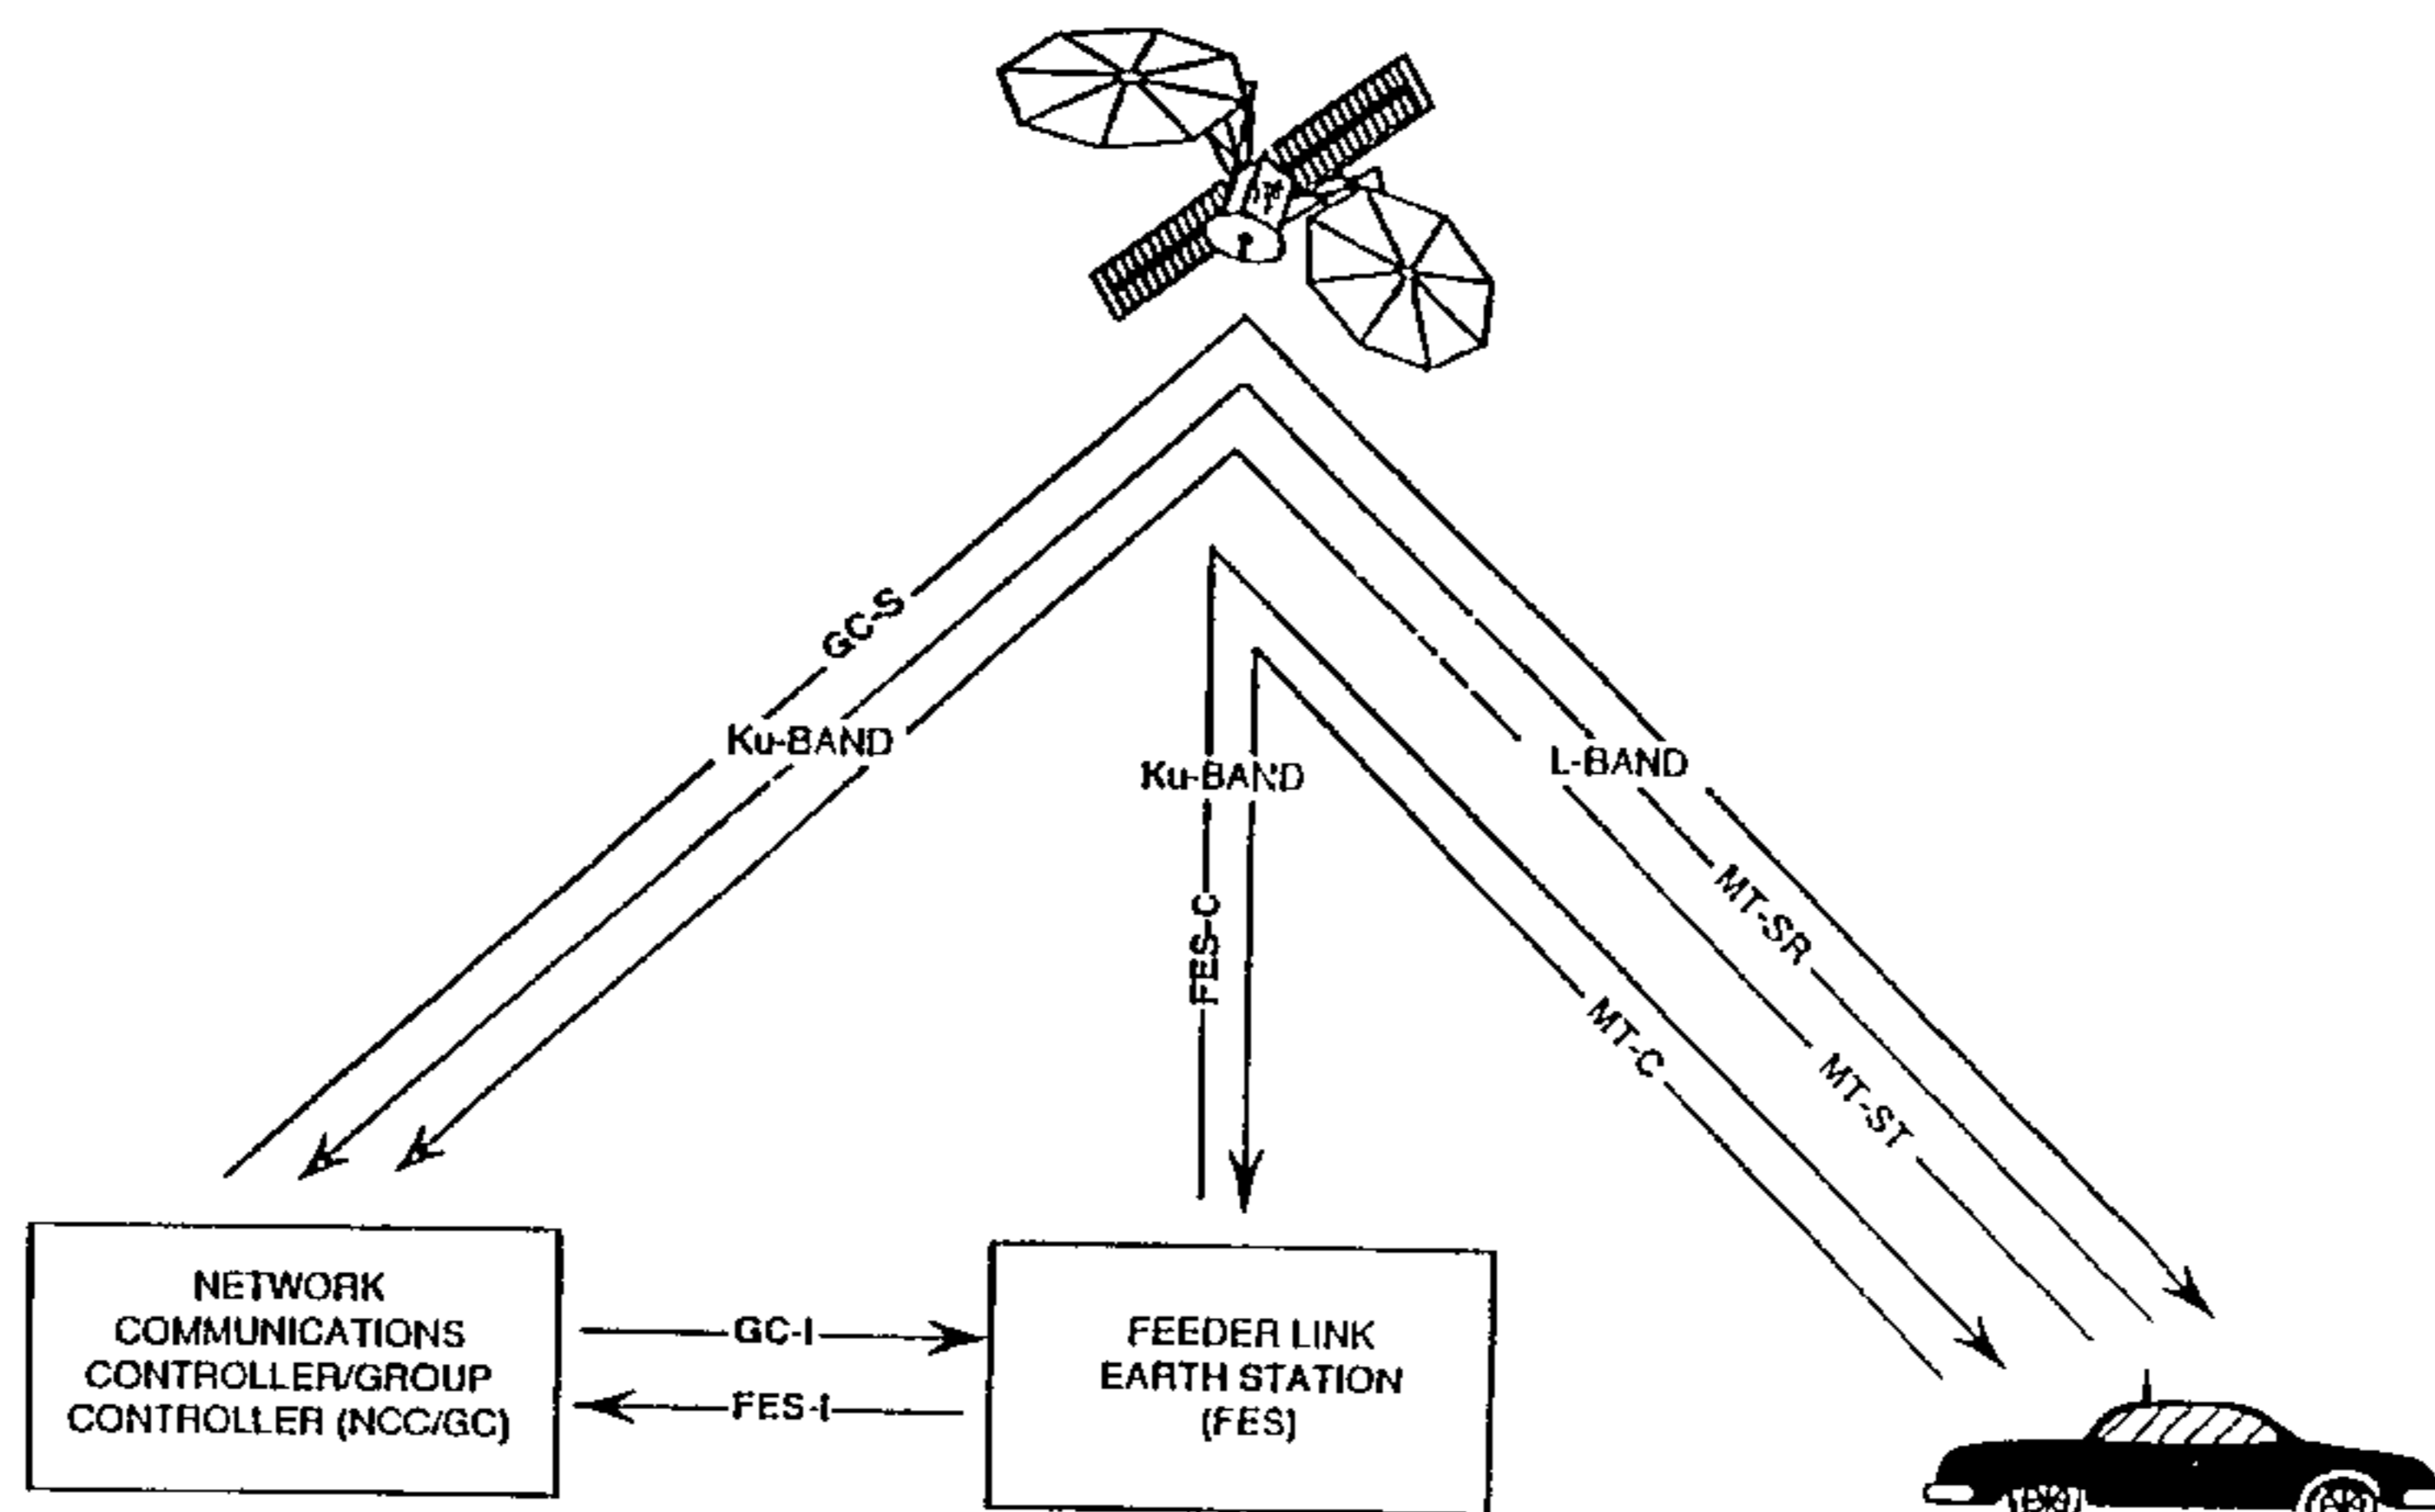 GC-S
Ku-BAND
Ku-BAND
L-BAND
FES-C
MT-SR
MT-C
MT-ST
NETWORK
COMMUNICATIONS
CONTROLLER/GROUP
CONTROLLER (NCC/GC)
GC-I
FES-I
FEEDER LINK
EARTH STATION
(FES)